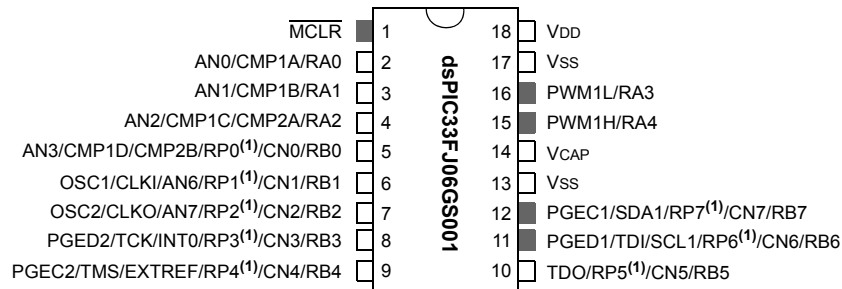 MCLR 1 18 VDD
AN0/CMP1A/RA0 2 17 VSS
AN1/CMP1B/RA1 3 16 PWM1L/RA3
AN2/CMP1C/CMP2A/RA2 4 15 PWM1H/RA4
AN3/CMP1D/CMP2B/RP0(1)/CN0/RB0 5 14 VCAP
OSC1/CLKI/AN6/RP1(1)/CN1/RB1 6 13 VSS
OSC2/CLKO/AN7/RP2(1)/CN2/RB2 7 12 PGEC1/SDA1/RP7(1)/CN7/RB7
PGED2/TCK/INT0/RP3(1)/CN3/RB3 8 11 PGED1/TDI/SCL1/RP6(1)/CN6/RB6
PGEC2/TMS/EXTREF/RP4(1)/CN4/RB4 9 10 TDO/RP5(1)/CN5/RB5
dsPIC33FJ06GS001